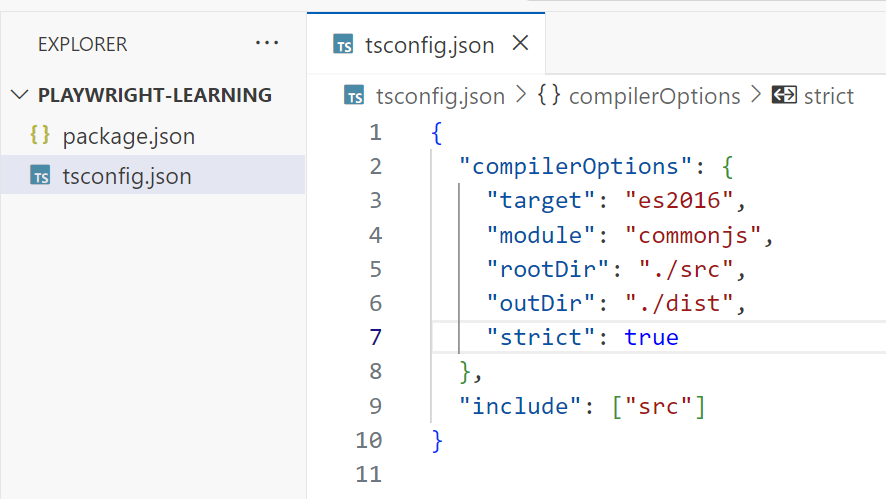 EXPLORER ···
PLAYWRIGHT-LEARNING
{} package.json
TS tsconfig.json
TS tsconfig.json ×
TS tsconfig.json > {} compilerOptions > strict
1 {
2   "compilerOptions": {
3     "target": "es2016",
4     "module": "commonjs",
5     "rootDir": "./src",
6     "outDir": "./dist",
7     "strict": true
8   },
9   "include": ["src"]
10 }
11